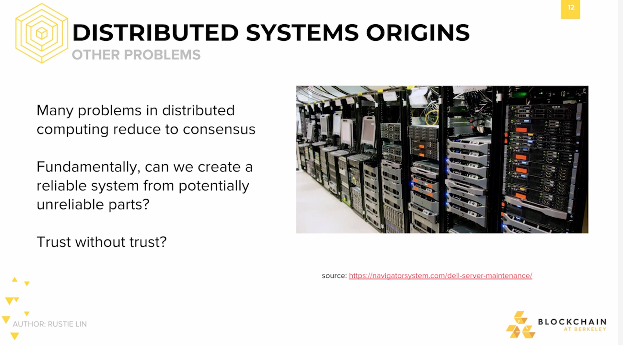 12
DISTRIBUTED SYSTEMS ORIGINS
OTHER PROBLEMS
Many problems in distributed
computing reduce to consensus
Fundamentally, can we create a
reliable system from potentially
unreliable parts?
Trust without trust?
source: https://navigatorsystem.com/dell-server-maintenance/
AUTHOR: RUSTIE LIN
BLOCKCHAIN
AT BERKELEY